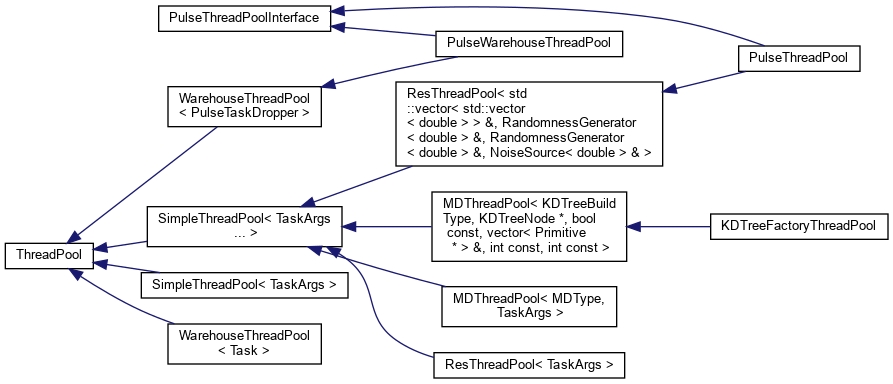 PulseThreadPoolInterface
PulseWarehouseThreadPool
PulseThreadPool
WarehouseThreadPool
< PulseTaskDropper >
ResThreadPool< std
::vector< std::vector
< double > > &, RandomnessGenerator
< double > &, RandomnessGenerator
< double > &, NoiseSource< double > & >
SimpleThreadPool< TaskArgs
... >
MDThreadPool< KDTreeBuild
Type, KDTreeNode *, bool
const, vector< Primitive
* > &, int const, int const >
KDTreeFactoryThreadPool
ThreadPool
SimpleThreadPool< TaskArgs >
MDThreadPool< MDType,
TaskArgs >
WarehouseThreadPool
< Task >
ResThreadPool< TaskArgs >